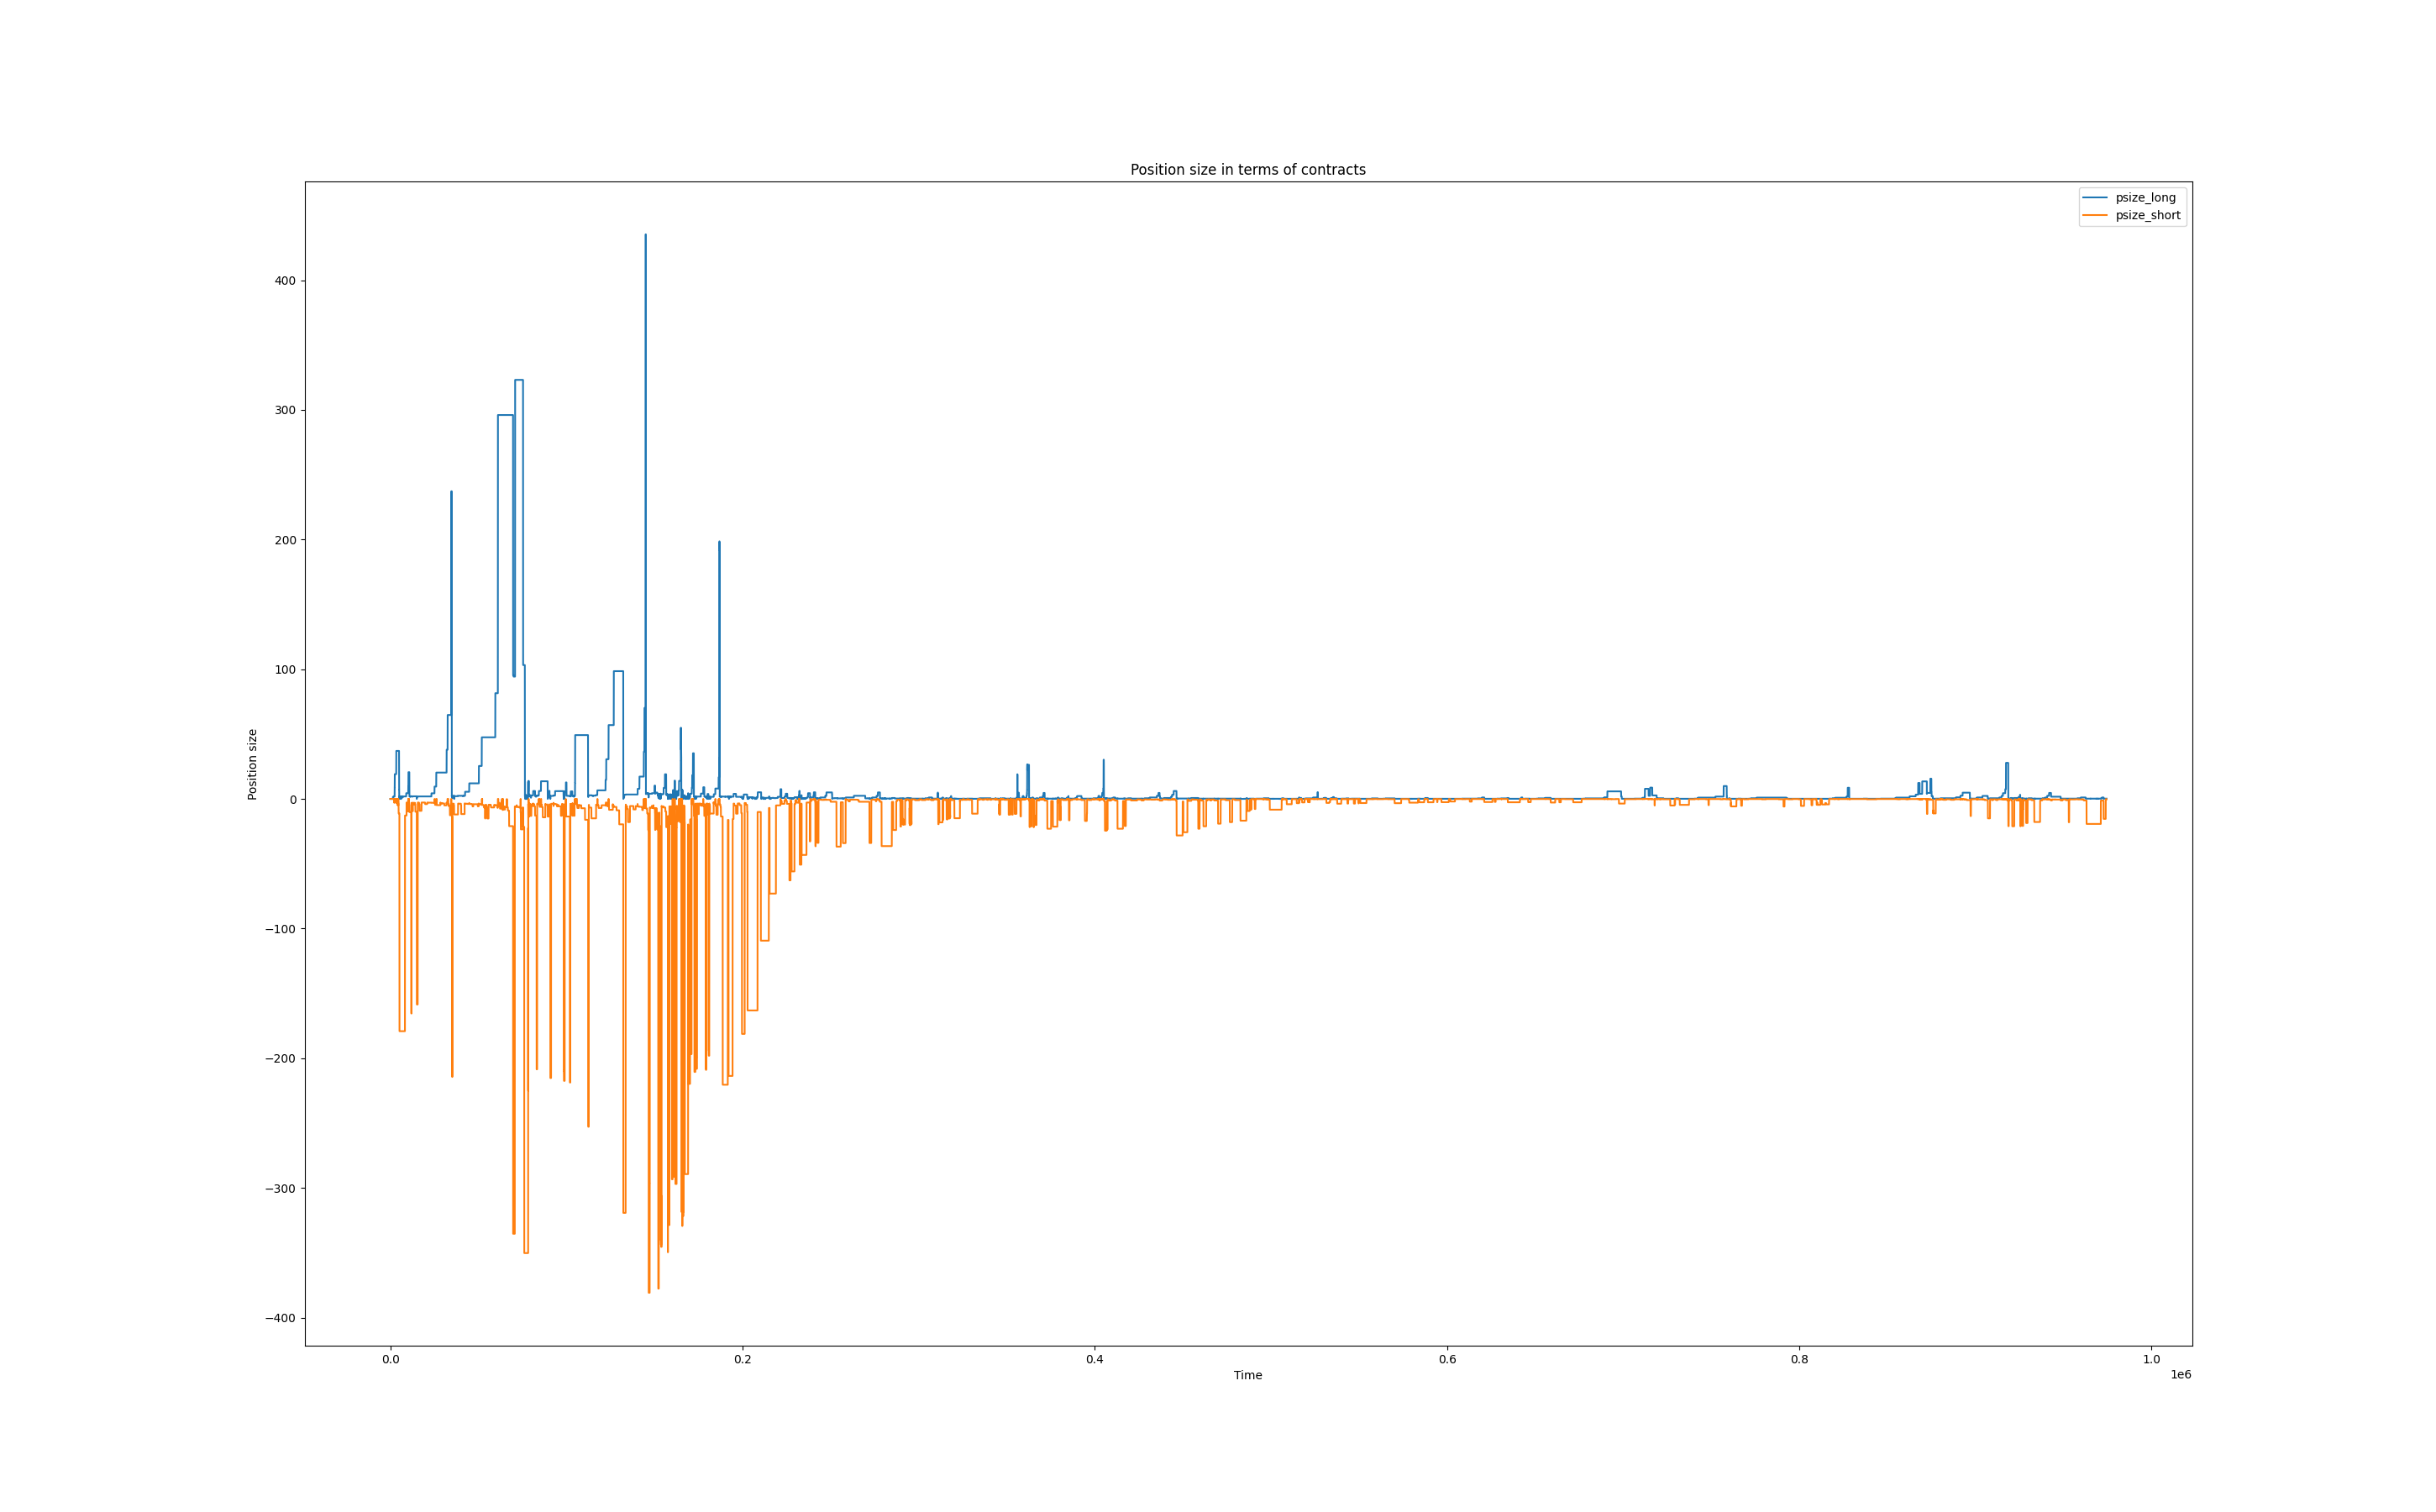 Position size in terms of contracts
psize_long
psize_short
400
300
200
100
0
−100
−200
−300
−400
Position size
0.0
0.2
0.4
0.6
0.8
1.0
Time
1e6